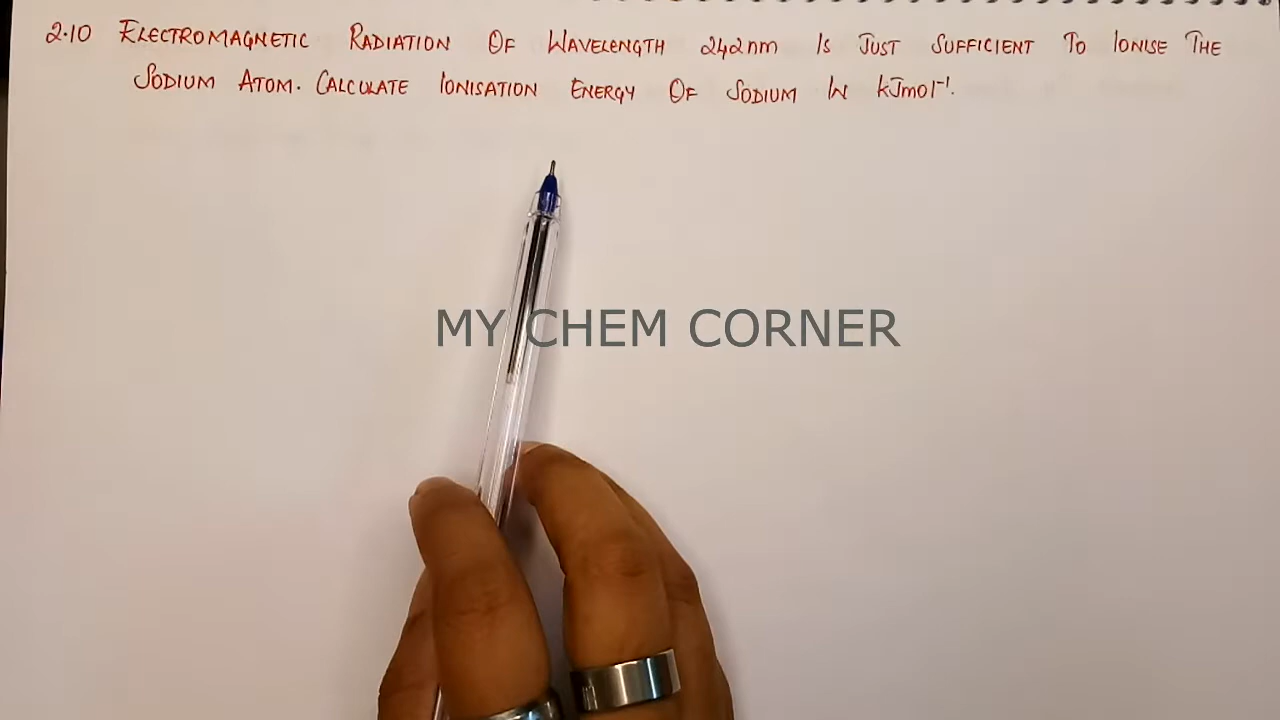 2.10 ELECTROMAGNETIC RADIATION OF WAVELENGTH 242nm IS JUST SUFFICIENT TO IONISE THE
SODIUM ATOM. CALCULATE IONISATION ENERGY OF SODIUM IN kJmol⁻¹.
MY CHEM CORNER